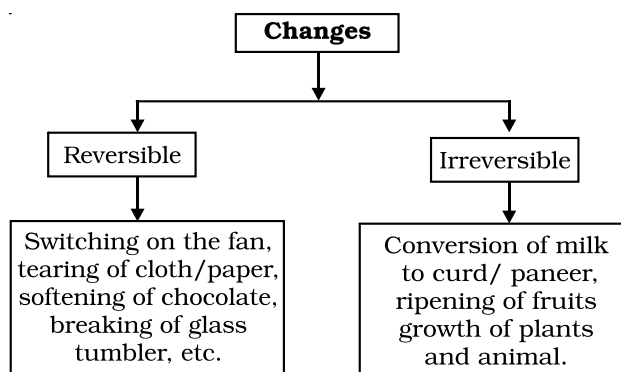 Changes
Reversible
Irreversible
Switching on the fan,
tearing of cloth/paper,
softening of chocolate,
breaking of glass
tumbler, etc.
Conversion of milk
to curd/ paneer,
ripening of fruits
growth of plants
and animal.